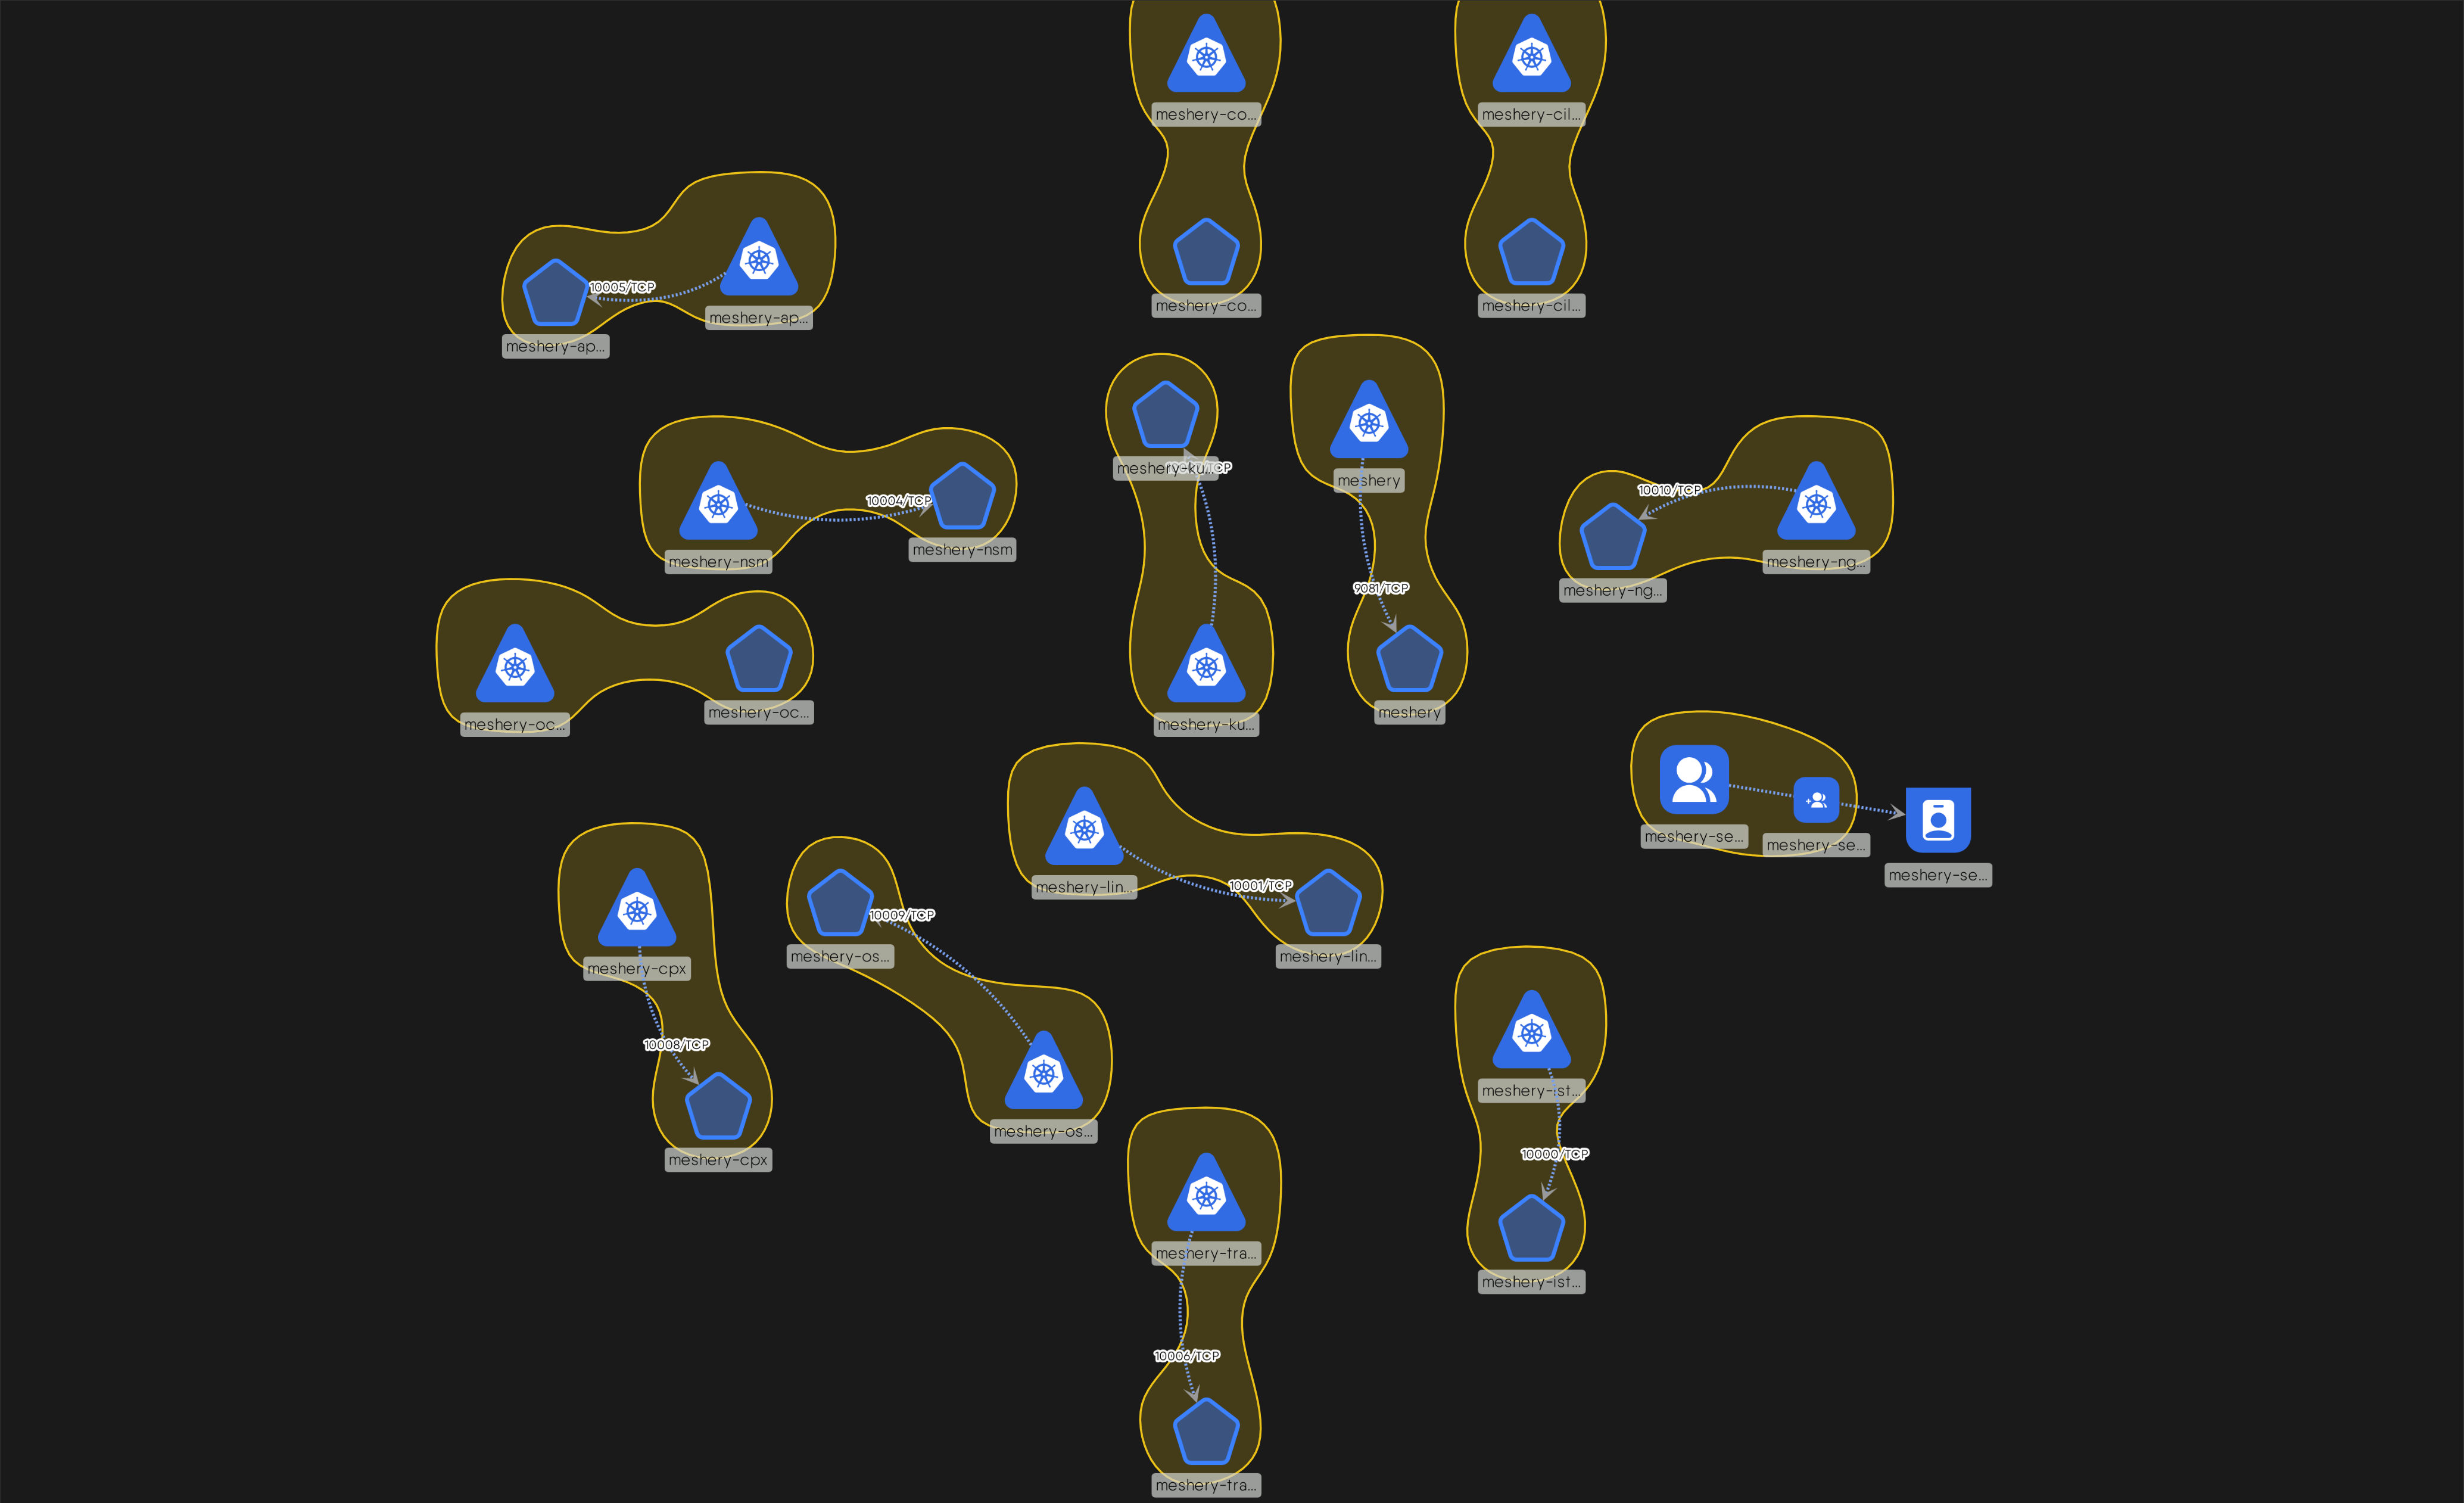 meshery-co...
meshery-cil...
meshery-co...
meshery-cil...
10005/TCP
meshery-ap...
meshery-ap...
meshery-ku...
meshery
10004/TCP
10010/TCP
meshery-nsm
meshery-nsm
meshery-ng...
meshery-ng...
9081/TCP
meshery-oc...
meshery-oc...
meshery-ku...
meshery
meshery-se...
meshery-se...
meshery-se...
meshery-lin...
10001/TCP
meshery-lin...
10009/TCP
meshery-os...
meshery-cpx
10008/TCP
meshery-cpx
meshery-os...
meshery-ist...
10000/TCP
meshery-ist...
meshery-tra...
10006/TCP
meshery-tra...